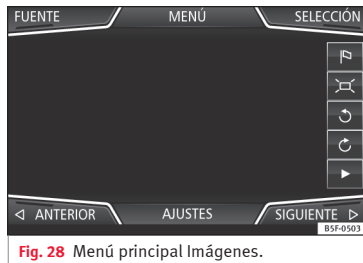 FUENTE MENÚ SELECCIÓN
ANTERIOR AJUSTES SIGUIENTE
B5F-0503
Fig. 28 Menú principal Imágenes.